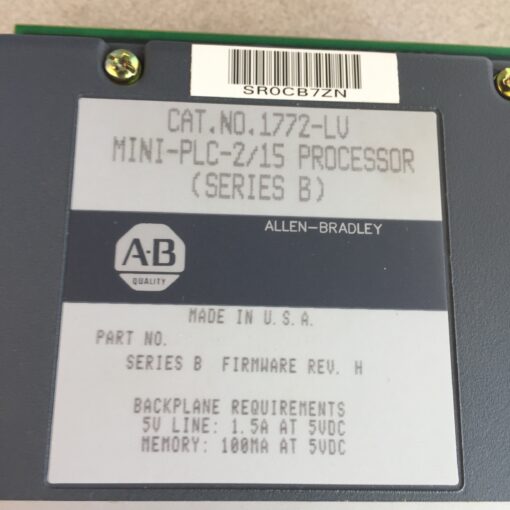 SR0CB7ZN
CAT.NO.1772-LV
MINI-PLC-2/15 PROCESSOR
(SERIES B)
ALLEN-BRADLEY
A-B
QUALITY
MADE IN U.S.A.
PART NO.
SERIES B FIRMWARE REV. H
BACKPLANE REQUIREMENTS
5V LINE: 1.5A AT 5VDC
MEMORY: 100MA AT 5VDC